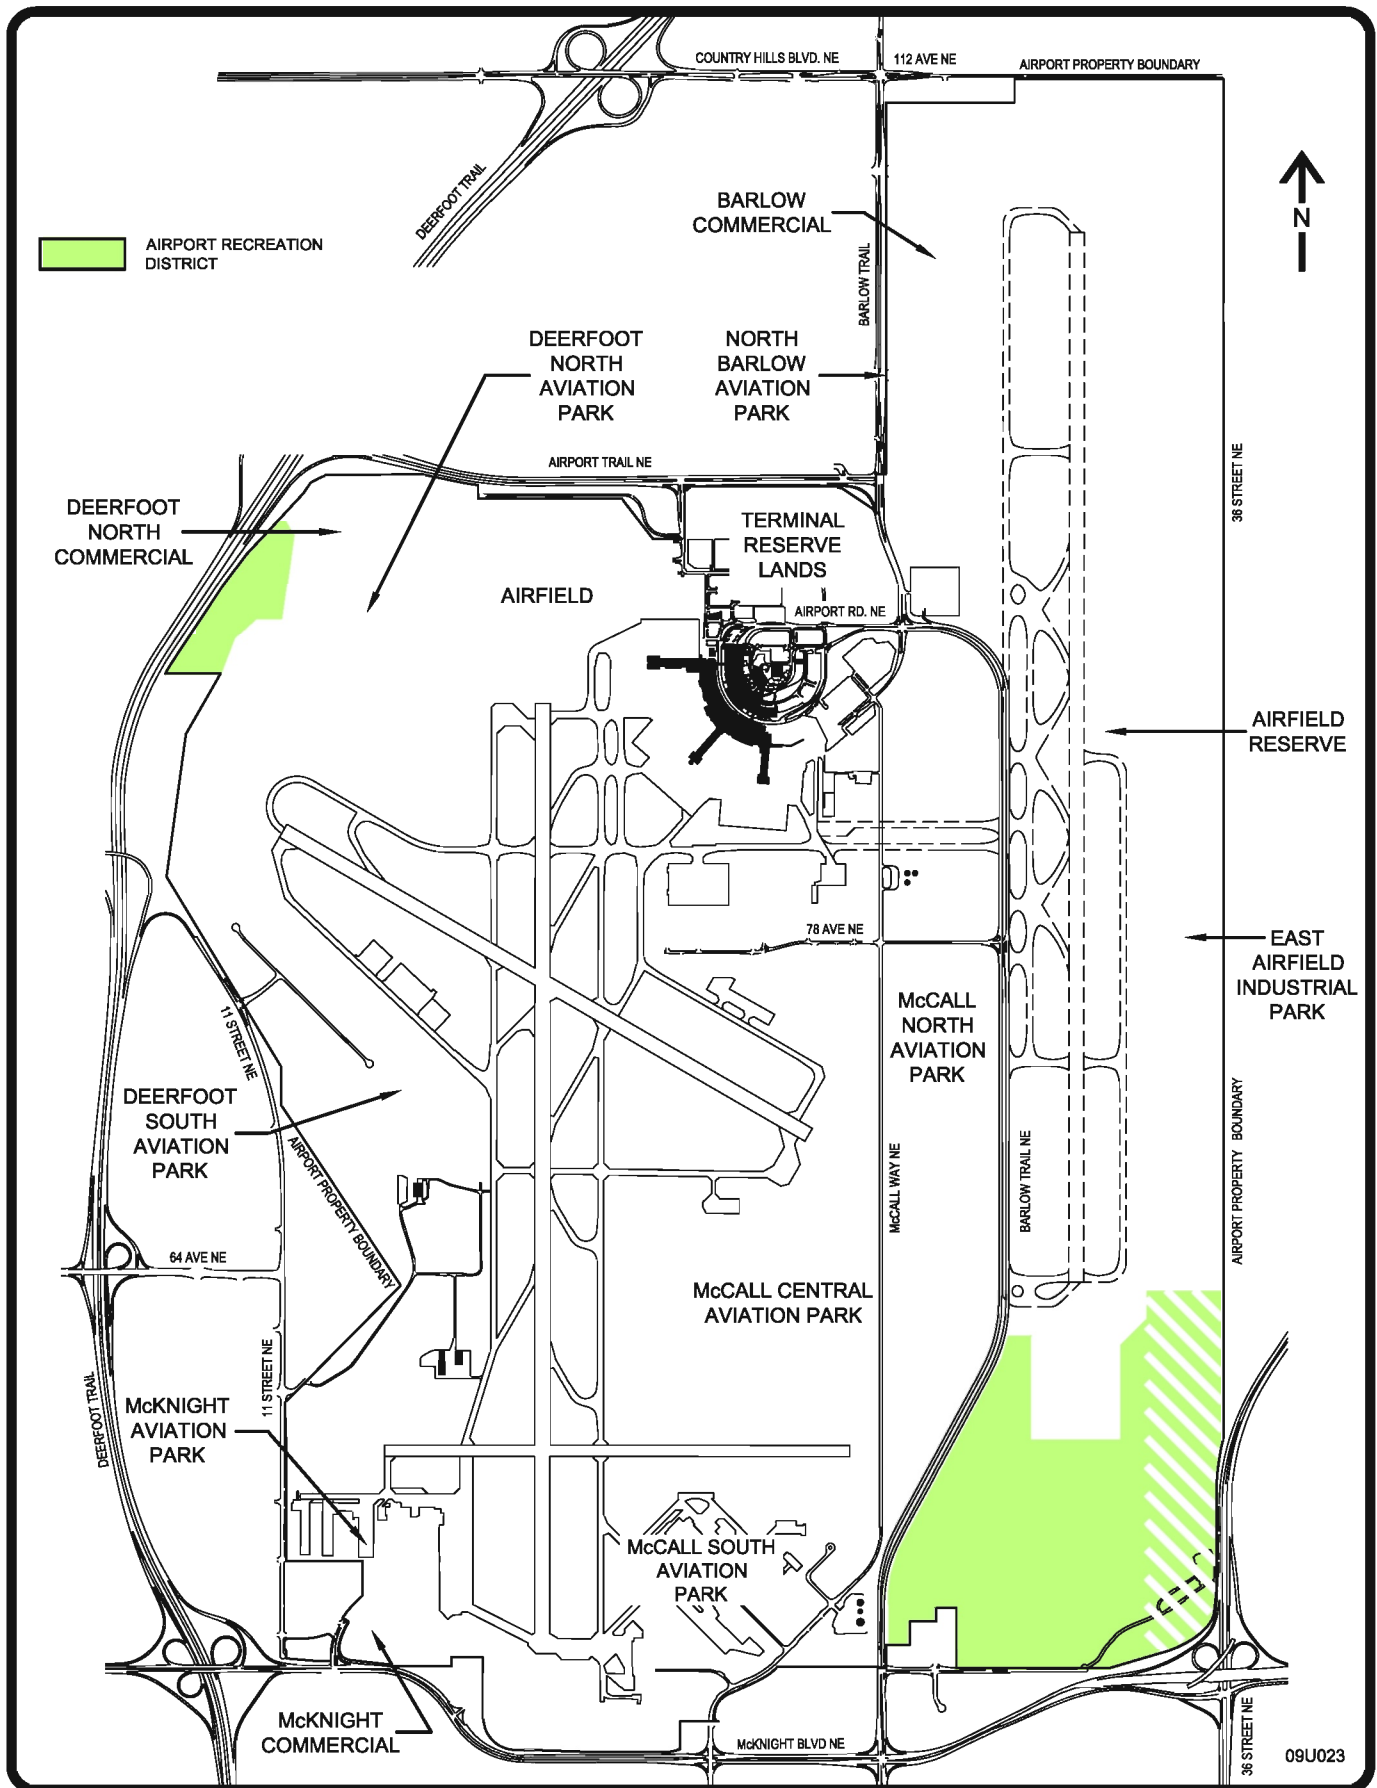 COUNTRY HILLS BLVD. NE
112 AVE NE
AIRPORT PROPERTY BOUNDARY
DEERFOOT TRAIL
N
BARLOW
COMMERCIAL
AIRPORT RECREATION
DISTRICT
BARLOW TRAIL
DEERFOOT
NORTH
AVIATION
PARK
NORTH
BARLOW
AVIATION
PARK
AIRPORT TRAIL NE
36 STREET NE
DEERFOOT
NORTH
COMMERCIAL
TERMINAL
RESERVE
LANDS
AIRFIELD
AIRPORT RD. NE
AIRFIELD
RESERVE
78 AVE NE
EAST
AIRFIELD
INDUSTRIAL
PARK
McCALL
NORTH
AVIATION
PARK
11 STREET NE
DEERFOOT
SOUTH
AVIATION
PARK
AIRPORT PROPERTY BOUNDARY
McCALL WAY NE
BARLOW TRAIL NE
AIRPORT PROPERTY BOUNDARY
64 AVE NE
McCALL CENTRAL
AVIATION PARK
11 STREET NE
DEERFOOT TRAIL
McKNIGHT
AVIATION
PARK
McCALL SOUTH
AVIATION
PARK
McKNIGHT
COMMERCIAL
McKNIGHT BLVD NE
36 STREET NE
09U023